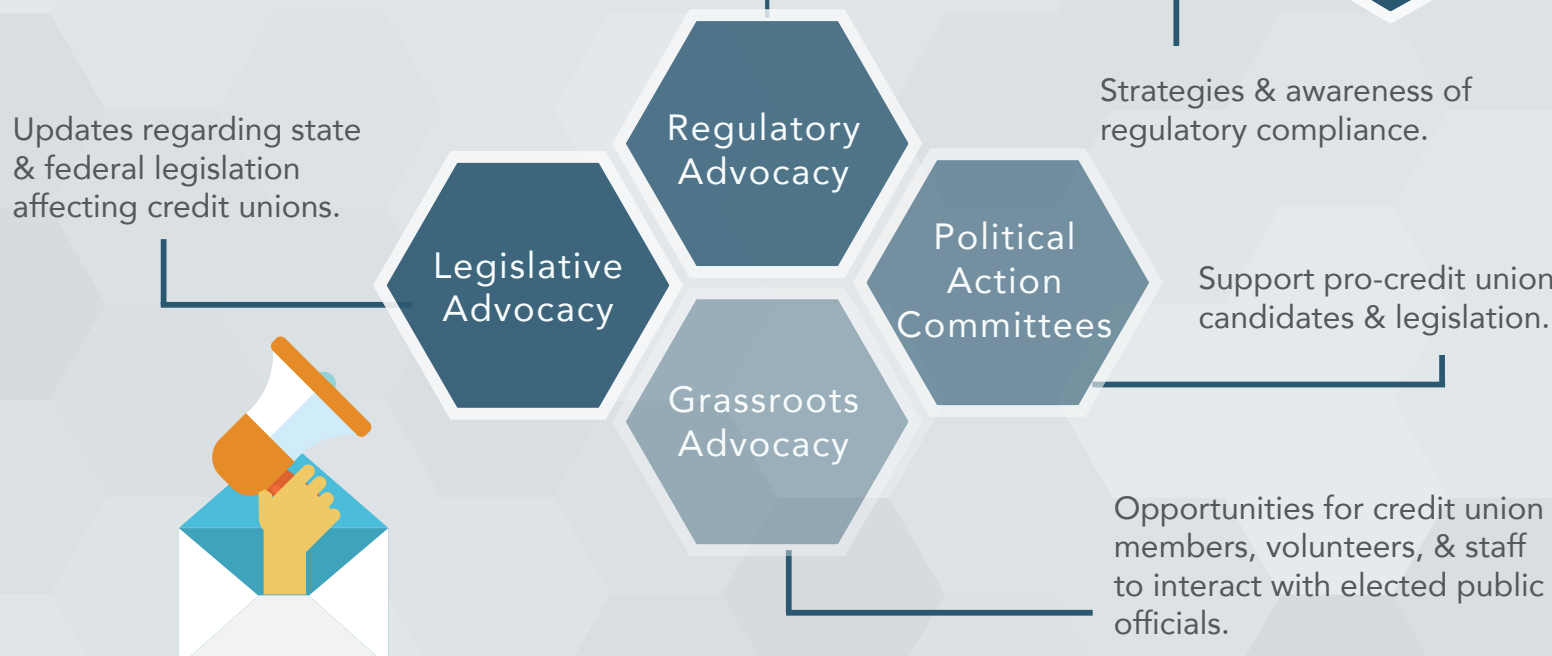 Regulatory
Advocacy
Strategies & awareness of
regulatory compliance.
Updates regarding state
& federal legislation
affecting credit unions.
Legislative
Advocacy
Political
Action
Committees
Support pro-credit union
candidates & legislation.
Grassroots
Advocacy
Opportunities for credit union
members, volunteers, & staff
to interact with elected public
officials.